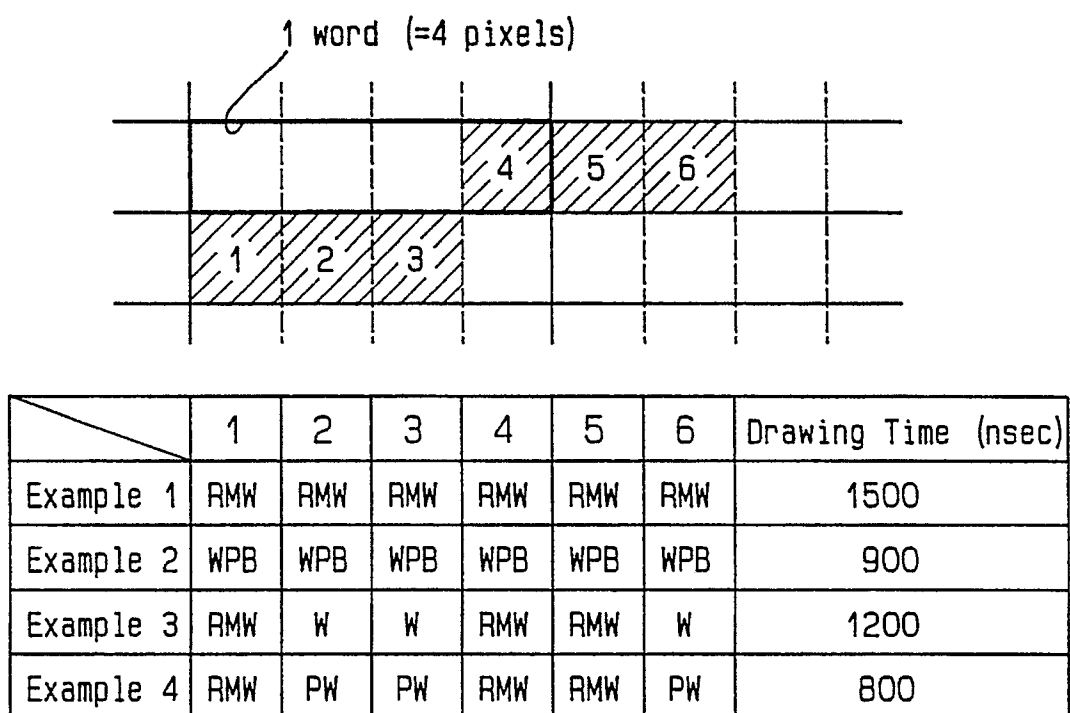 1 word (=4 pixels)
4 5 6
1 2 3
1 2 3 4 5 6 Drawing Time (nsec)
Example 1 RMW RMW RMW RMW RMW RMW 1500
Example 2 WPB WPB WPB WPB WPB WPB 900
Example 3 RMW W W RMW RMW W 1200
Example 4 RMW PW PW RMW RMW PW 800